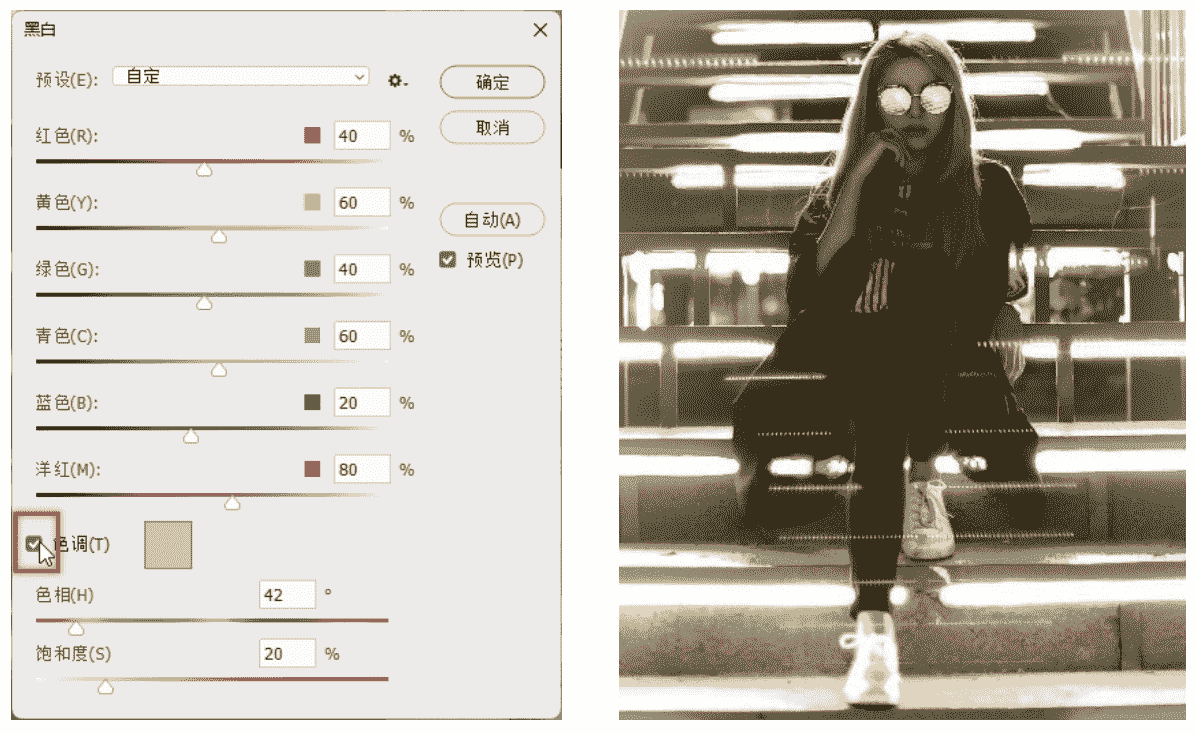 黑白
预设(E): 自定
确定
取消
红色(R): 40 %
黄色(Y): 60 %
自动(A)
预览(P)
绿色(G): 40 %
青色(C): 60 %
蓝色(B): 20 %
洋红(M): 80 %
色调(T)
色相(H) 42 °
饱和度(S) 20 %